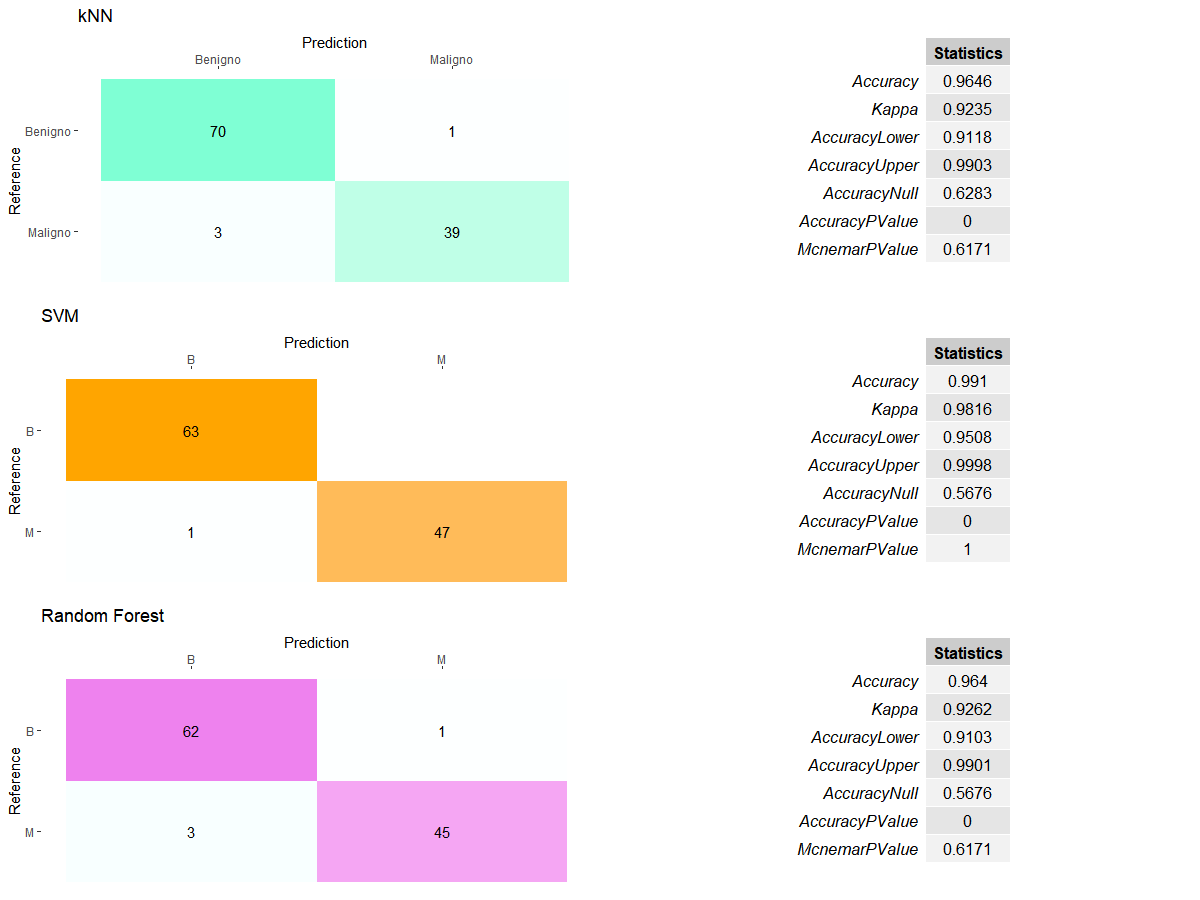 kNN
Prediction
Benigno Maligno
Reference
Benigno 70 1
Maligno 3 39
Statistics
Accuracy 0.9646
Kappa 0.9235
AccuracyLower 0.9118
AccuracyUpper 0.9903
AccuracyNull 0.6283
AccuracyPValue 0
McnemarPValue 0.6171
SVM
Prediction
B M
Reference
B 63
M 1 47
Statistics
Accuracy 0.991
Kappa 0.9816
AccuracyLower 0.9508
AccuracyUpper 0.9998
AccuracyNull 0.5676
AccuracyPValue 0
McnemarPValue 1
Random Forest
Prediction
B M
Reference
B 62 1
M 3 45
Statistics
Accuracy 0.964
Kappa 0.9262
AccuracyLower 0.9103
AccuracyUpper 0.9901
AccuracyNull 0.5676
AccuracyPValue 0
McnemarPValue 0.6171